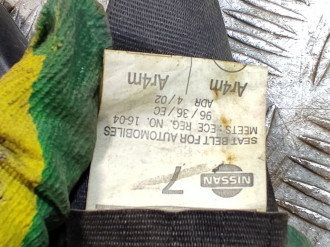 NISSAN
7
SEAT BELT FOR AUTOMOBILES
MEETS : ECE REG. NO. 16-04
96 / 36 / EC
ADR 4 / 02
Ar4m Ar4m